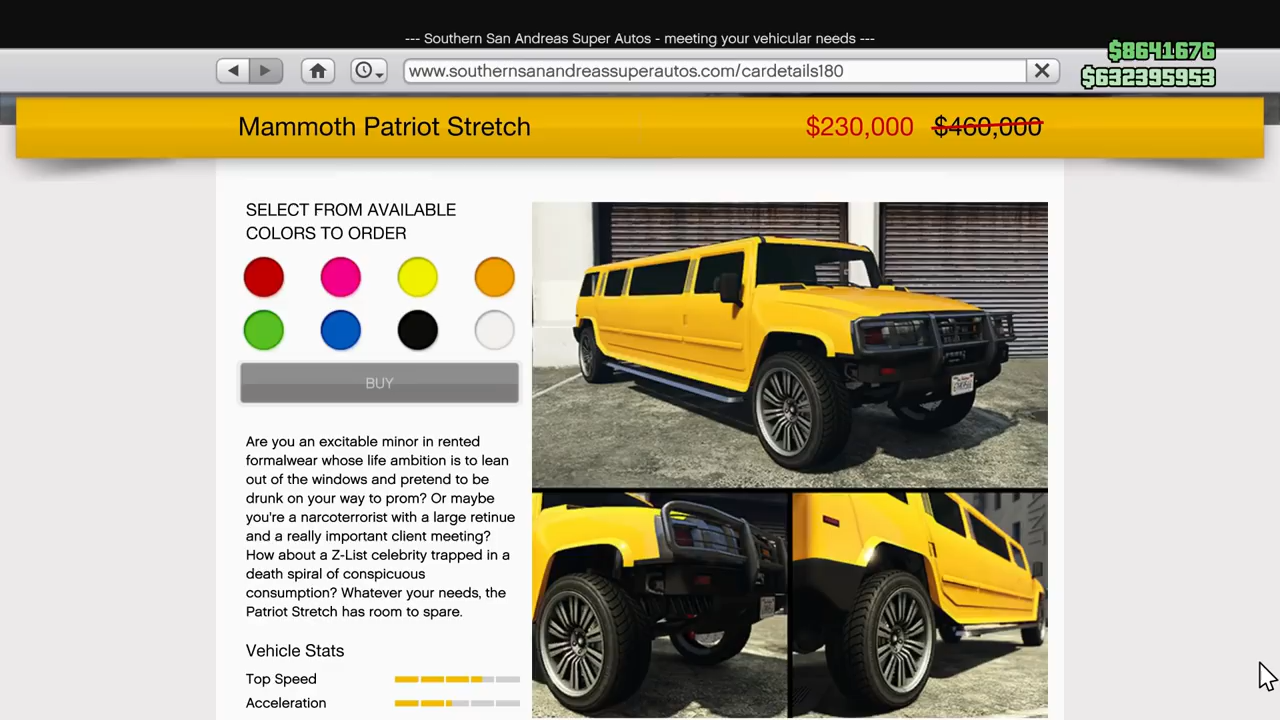 --- Southern San Andreas Super Autos - meeting your vehicular needs ---
$8641676
www.southernsanandreassuperautos.com/cardetails180
$632395953
Mammoth Patriot Stretch
$230,000 $460,000
SELECT FROM AVAILABLE
COLORS TO ORDER
BUY
Are you an excitable minor in rented
formalwear whose life ambition is to lean
out of the windows and pretend to be
drunk on your way to prom? Or maybe
you're a narcoterrorist with a large retinue
and a really important client meeting?
How about a Z-List celebrity trapped in a
death spiral of conspicuous
consumption? Whatever your needs, the
Patriot Stretch has room to spare.
Vehicle Stats
Top Speed
Acceleration